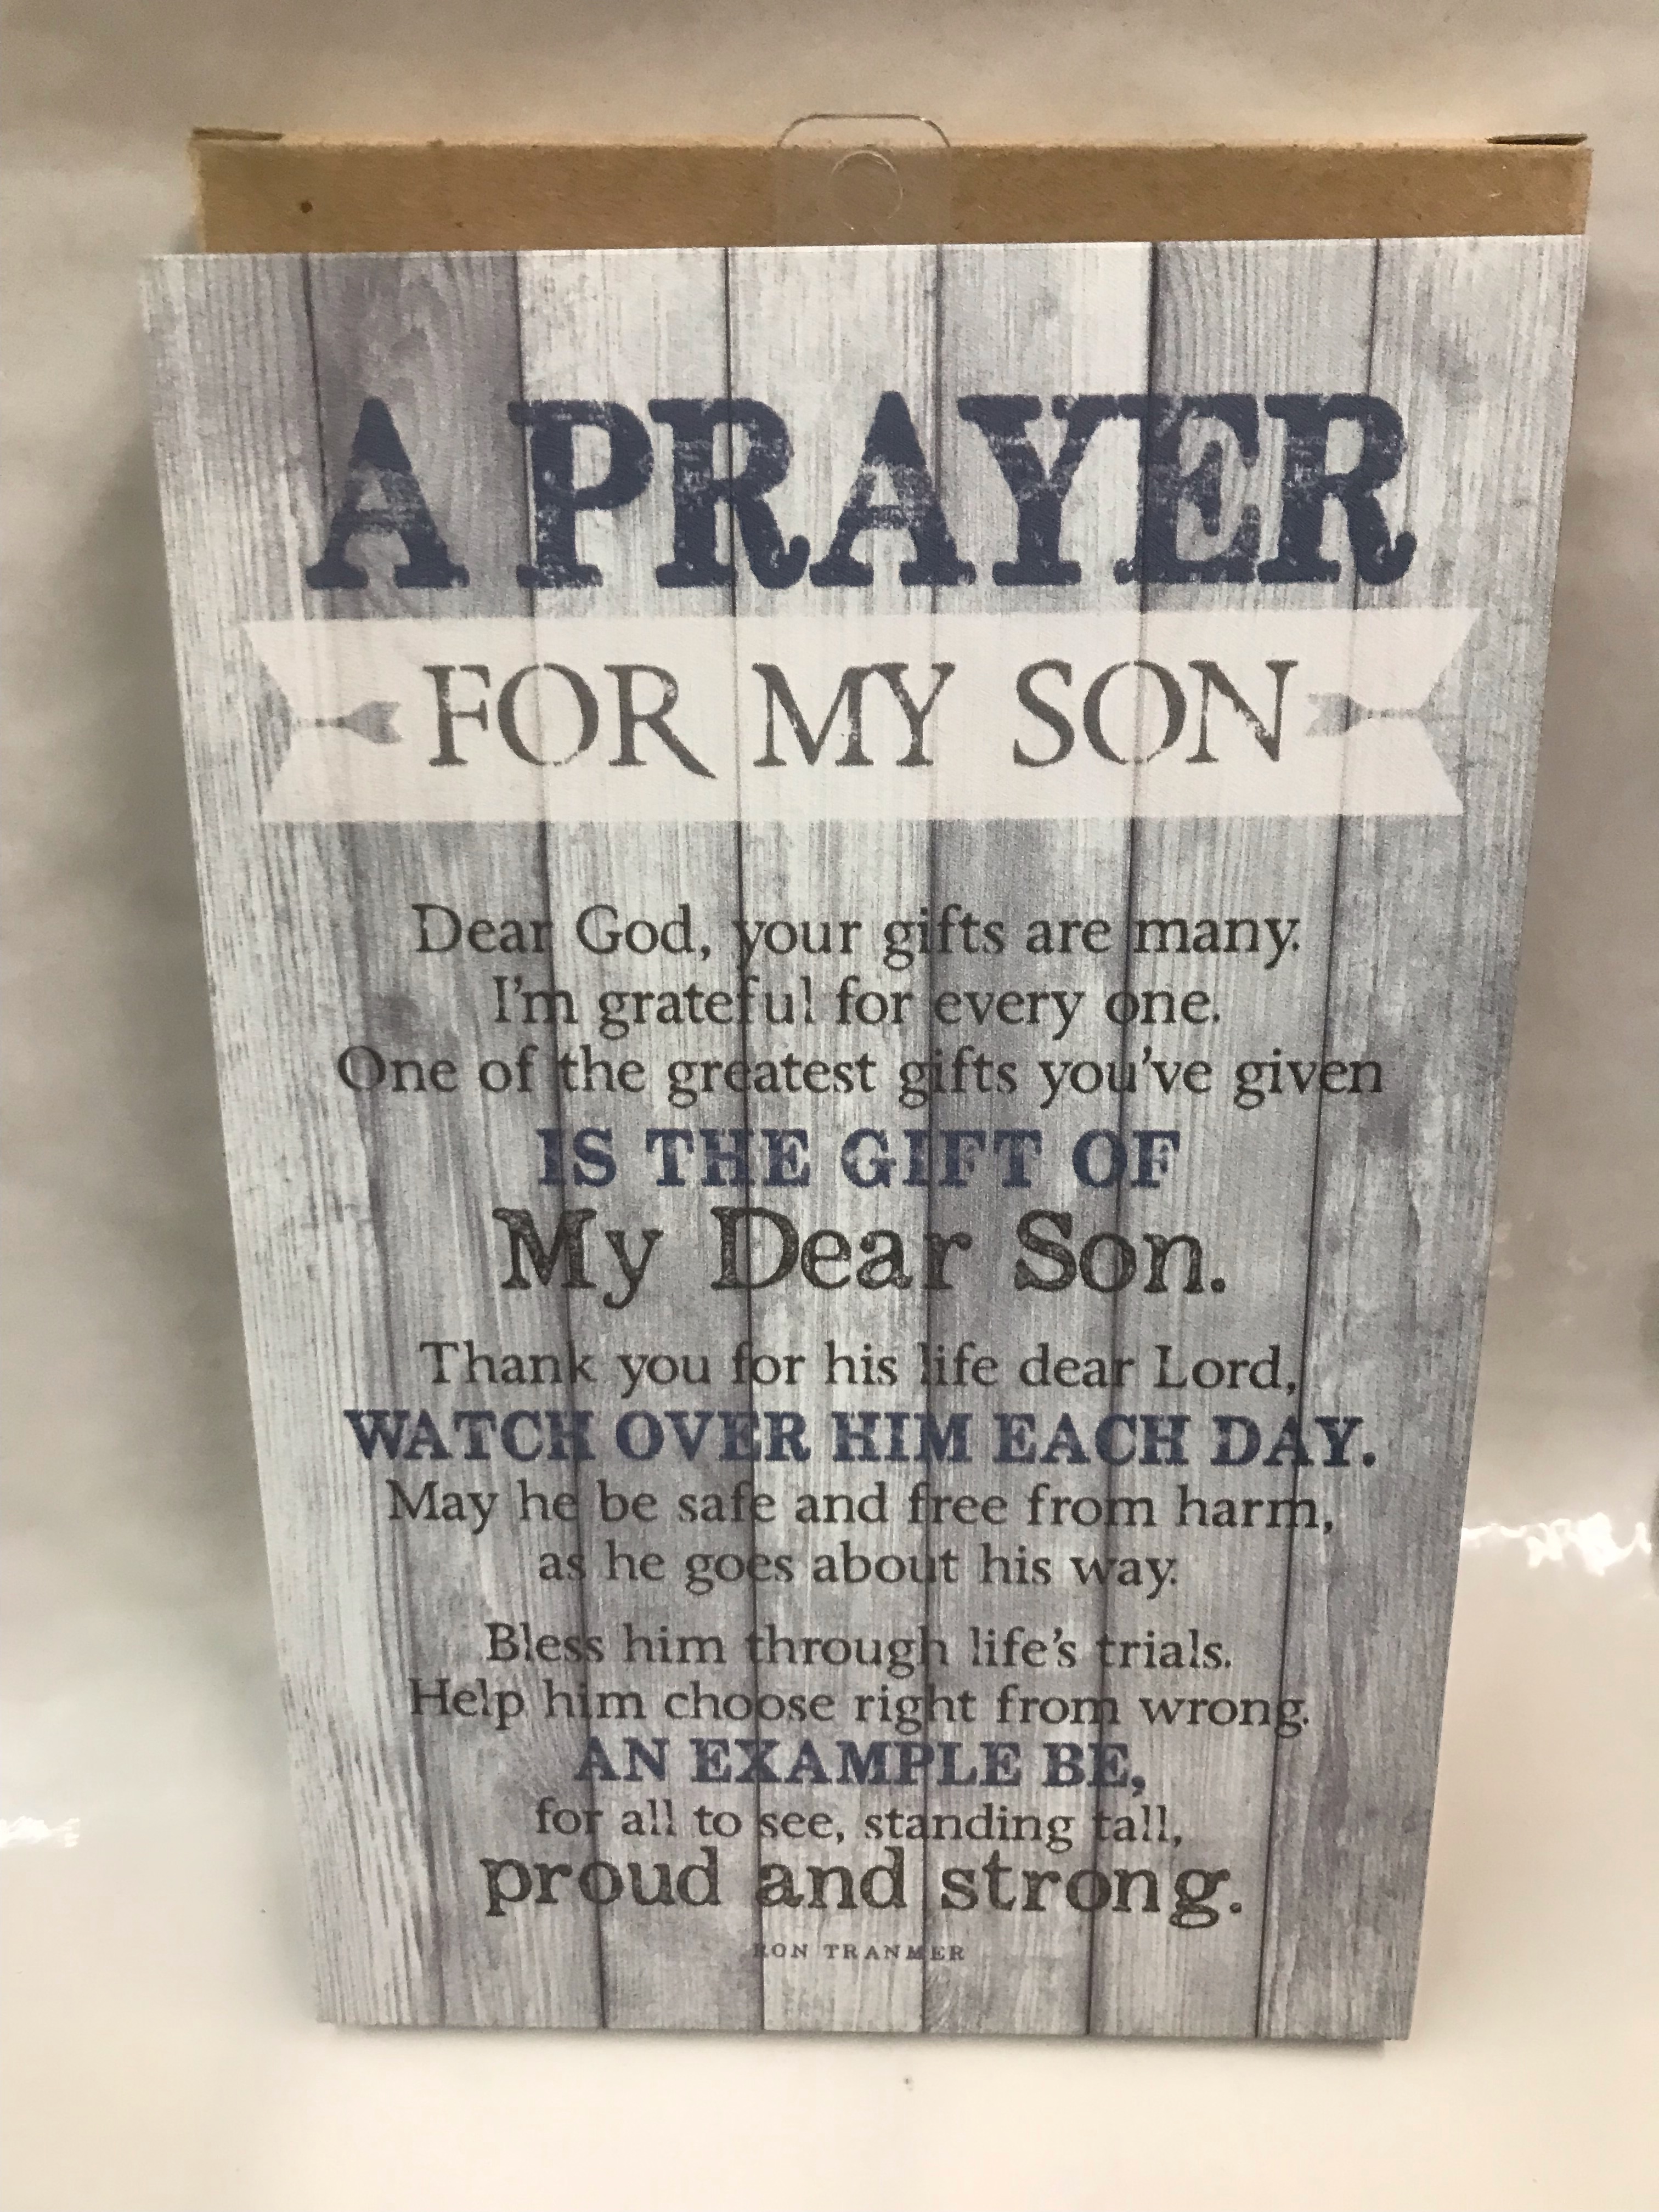 A PRAYER
FOR MY SON
Dear God, your gifts are many.
I'm grateful for every one.
One of the greatest gifts you've given
IS THE GIFT OF
My Dear Son.
Thank you for his life dear Lord,
WATCH OVER HIM EACH DAY.
May he be safe and free from harm,
as he goes about his way.
Bless him through life's trials.
Help him choose right from wrong.
AN EXAMPLE BE,
for all to see, standing tall,
proud and strong.
RON TRANMER